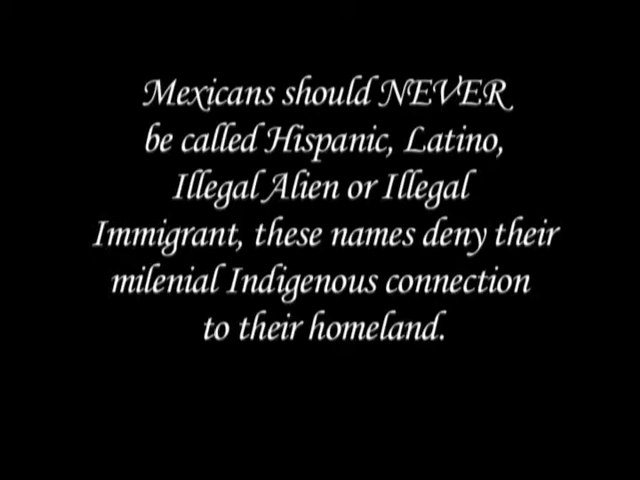 Mexicans should NEVER
be called Hispanic, Latino,
Illegal Alien or Illegal
Immigrant, these names deny their
milenial Indigenous connection
to their homeland.